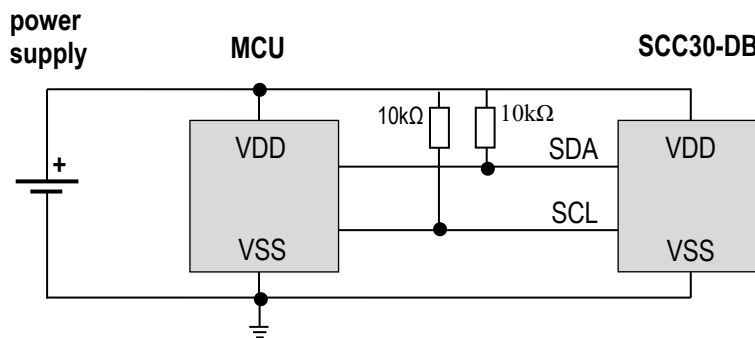 power
supply
MCU
SCC30-DB
10kΩ
10kΩ
VDD
SDA
VDD
+
SCL
VSS
VSS